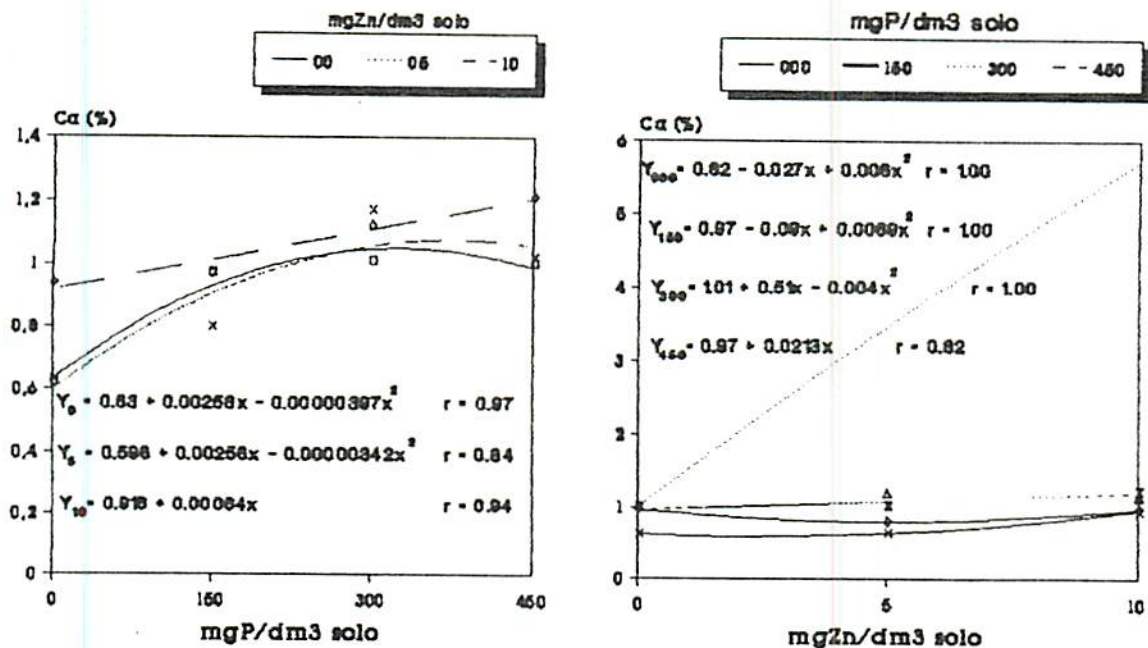 mgZn/dm3 solo
00 05 10
Ca (%)
1,4
1,2
1
0,8
0,6
0,4
0,2
0
Y0 = 0.63 + 0.00258x - 0.00000397x² r = 0.97
Y5 = 0.598 + 0.00256x - 0.00000342x² r = 0.84
Y10 = 0.918 + 0.00064x r = 0.94
0 150 300 450
mgP/dm3 solo
mgP/dm3 solo
000 150 300 450
Ca (%)
6
5
4
3
2
1
0
Y000 = 0.62 - 0.027x + 0.006x² r = 1.00
Y150 = 0.97 - 0.09x + 0.0089x² r = 1.00
Y300 = 1.01 + 0.51x - 0.004x² r = 1.00
Y450 = 0.97 + 0.0213x r = 0.82
0 5 10
mgZn/dm3 solo